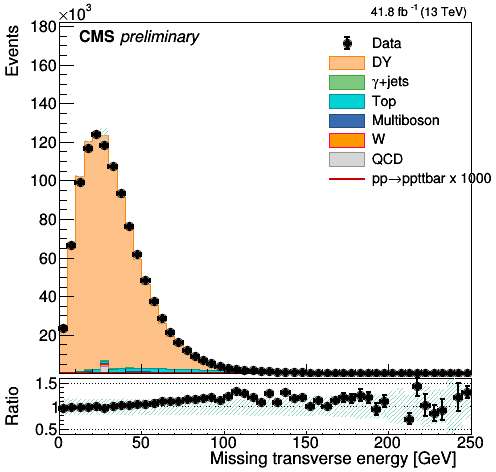 ×10³
41.8 fb⁻¹ (13 TeV)
Events
180
160
140
120
100
80
60
40
20
CMS preliminary
Data
DY
γ+jets
Top
Multiboson
W
QCD
pp→ppttbar x 1000
Ratio
1.5
1
0.5
0 50 100 150 200 250
Missing transverse energy [GeV]